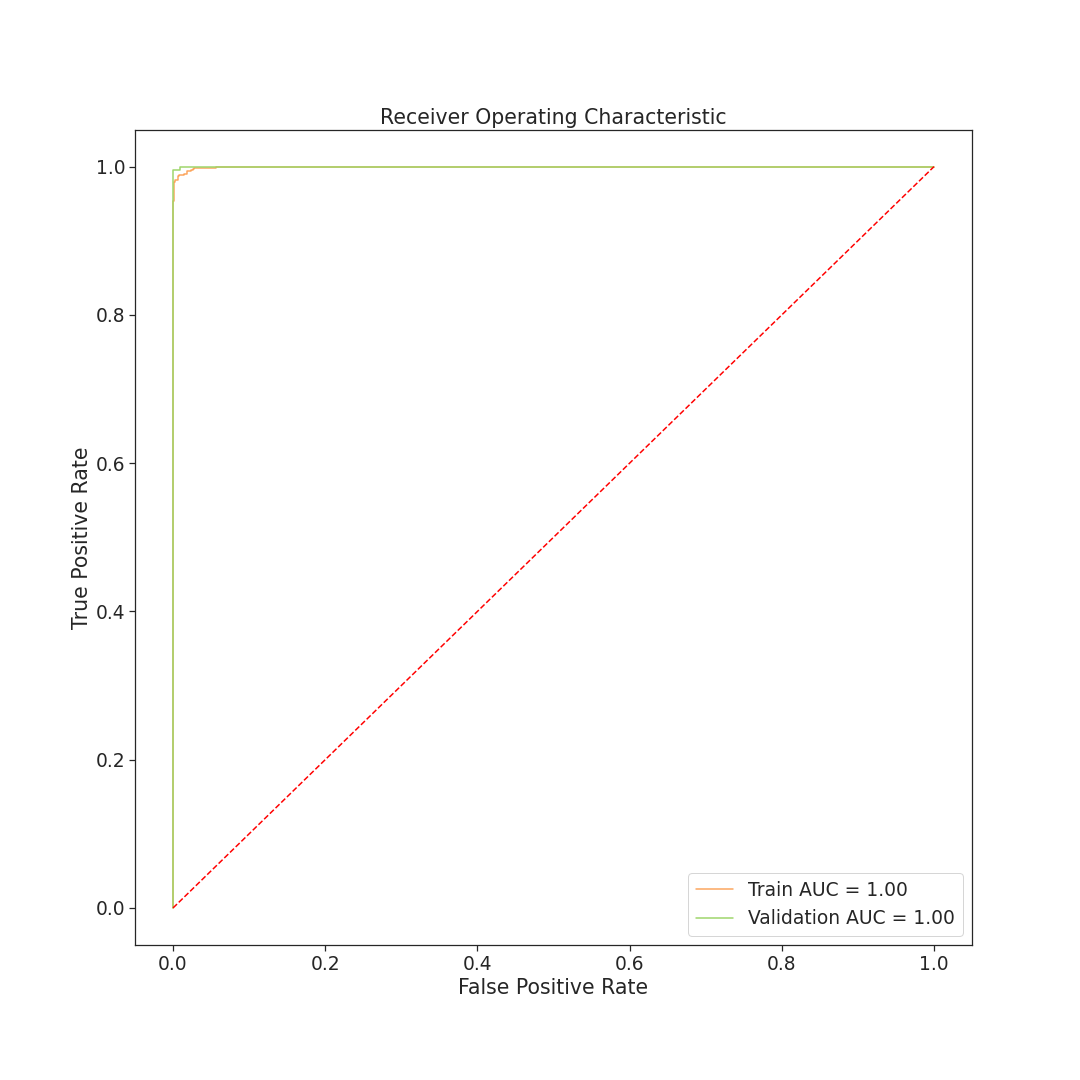 Receiver Operating Characteristic
1.0
0.8
0.6
0.4
0.2
0.0
True Positive Rate
Train AUC = 1.00
Validation AUC = 1.00
0.0 0.2 0.4 0.6 0.8 1.0
False Positive Rate